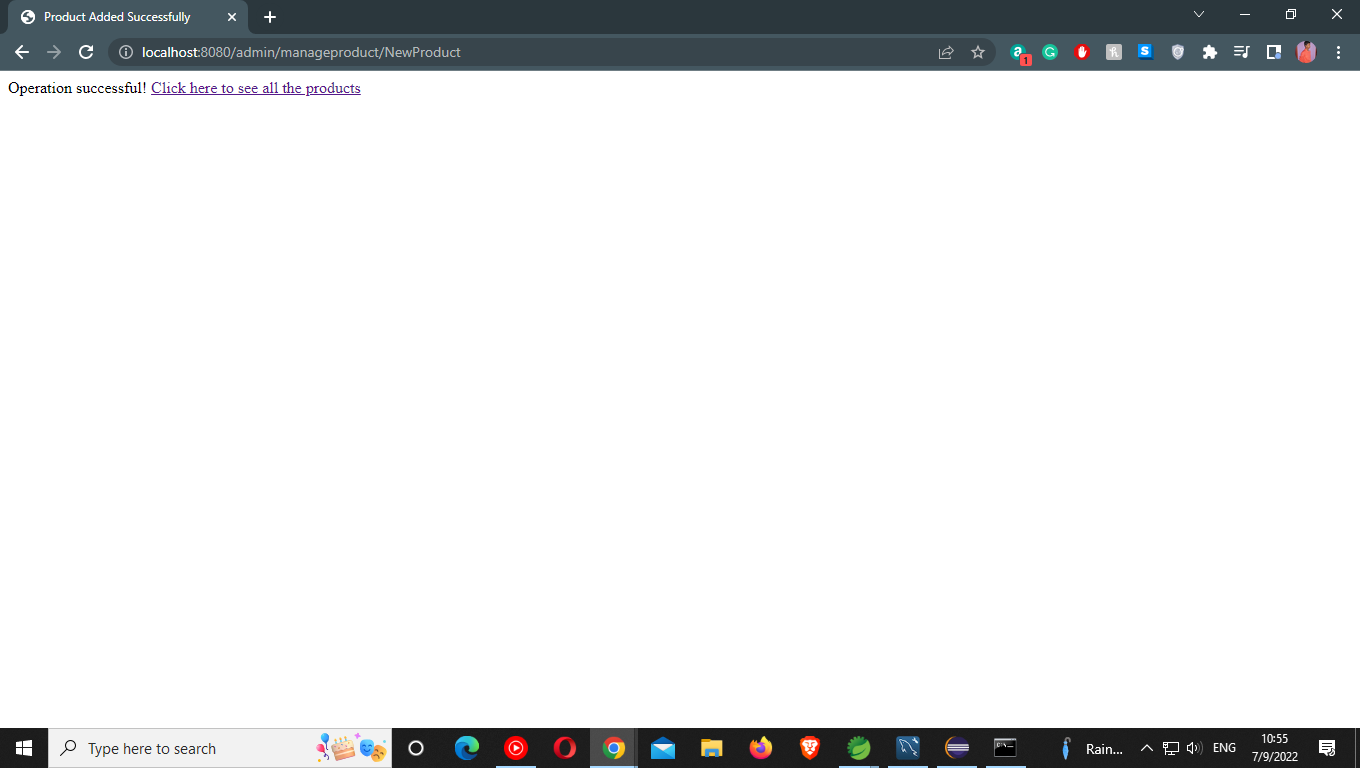 Product Added Successfully
localhost:8080/admin/manageproduct/NewProduct
1
Operation successful! Click here to see all the products
Type here to search
Rain...
ENG
10:55
7/9/2022